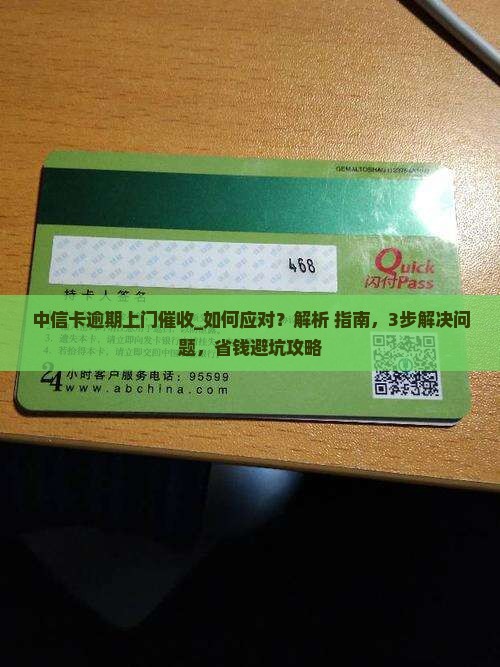 468
Quick
闪付Pass
持卡人签名
中信卡逾期上门催收_如何应对？解析 指南，3步解决问
题，省钱避坑攻略
24小时客户服务电话：95599
www.abchina.com